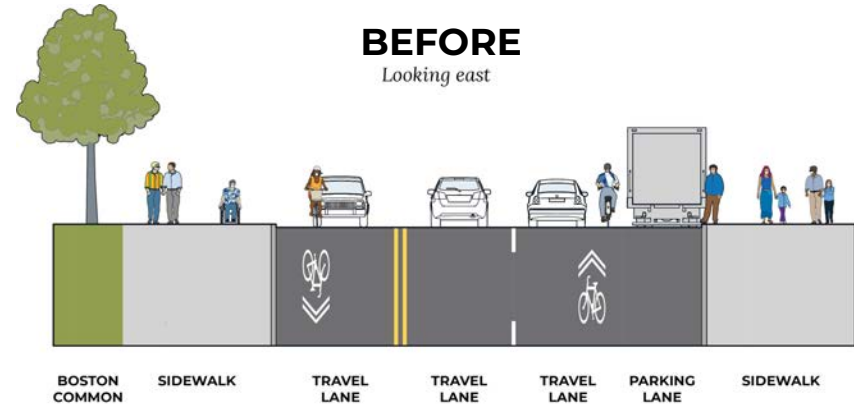 BEFORE
Looking east
BOSTON
COMMON
SIDEWALK
TRAVEL
LANE
TRAVEL
LANE
TRAVEL
LANE
PARKING
LANE
SIDEWALK